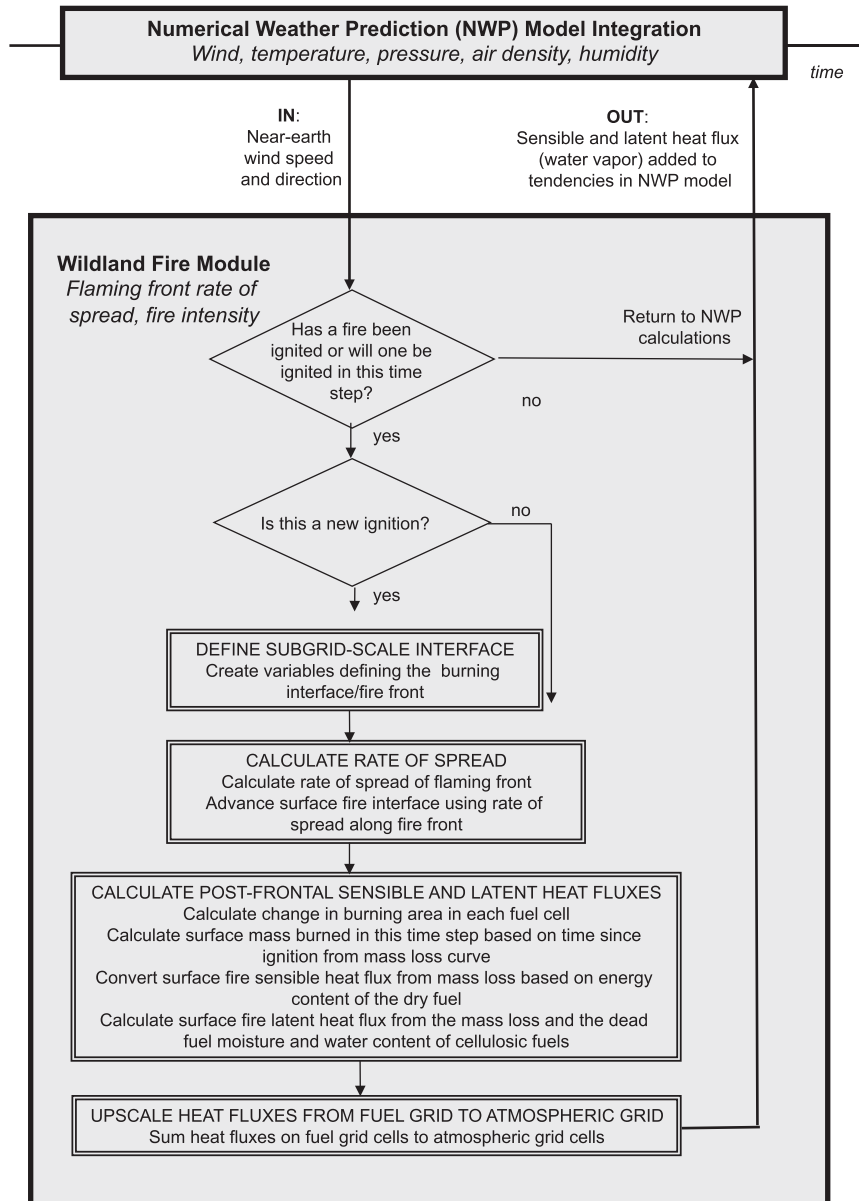 Numerical Weather Prediction (NWP) Model Integration
Wind, temperature, pressure, air density, humidity
time
IN:
Near-earth
wind speed
and direction
OUT:
Sensible and latent heat flux
(water vapor) added to
tendencies in NWP model
Wildland Fire Module
Flaming front rate of
spread, fire intensity
Has a fire been
ignited or will one be
ignited in this time
step?
Return to NWP
calculations
no
yes
Is this a new ignition?
no
yes
DEFINE SUBGRID-SCALE INTERFACE
Create variables defining the burning
interface/fire front
CALCULATE RATE OF SPREAD
Calculate rate of spread of flaming front
Advance surface fire interface using rate of
spread along fire front
CALCULATE POST-FRONTAL SENSIBLE AND LATENT HEAT FLUXES
Calculate change in burning area in each fuel cell
Calculate surface mass burned in this time step based on time since
ignition from mass loss curve
Convert surface fire sensible heat flux from mass loss based on energy
content of the dry fuel
Calculate surface fire latent heat flux from the mass loss and the dead
fuel moisture and water content of cellulosic fuels
UPSCALE HEAT FLUXES FROM FUEL GRID TO ATMOSPHERIC GRID
Sum heat fluxes on fuel grid cells to atmospheric grid cells